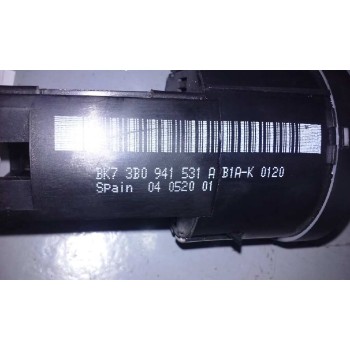 BK7 3B0 941 531 A B1A-K 0120
SPain 04 0520 01